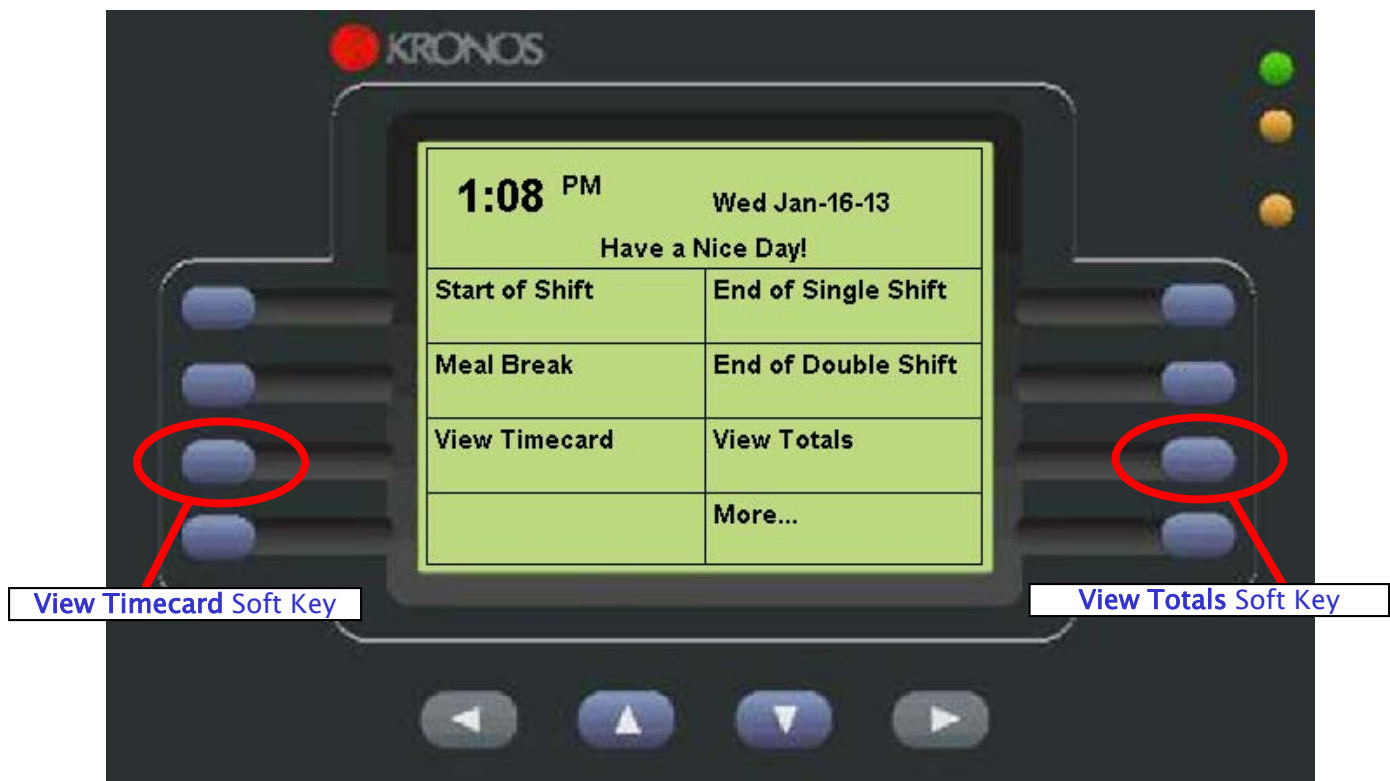 KRONOS
1:08 PM Wed Jan-16-13
Have a Nice Day!
Start of Shift End of Single Shift
Meal Break End of Double Shift
View Timecard View Totals
More...
View Timecard Soft Key View Totals Soft Key